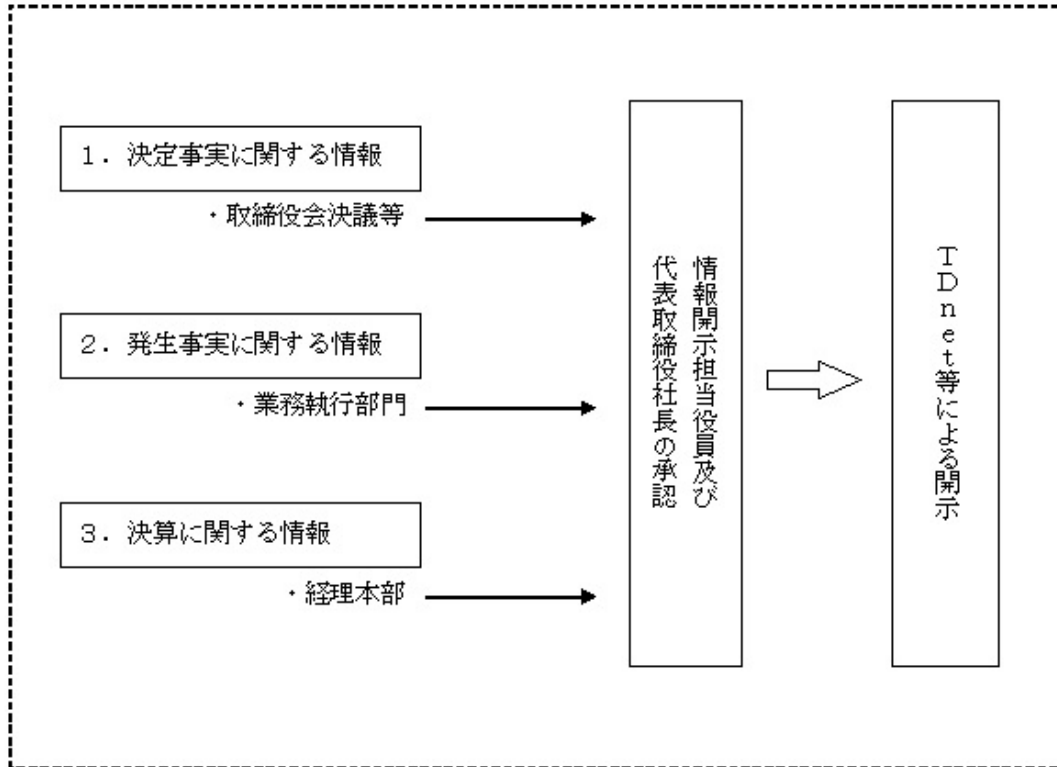 １．決定事実に関する情報
・取締役会決議等
２．発生事実に関する情報
・業務執行部門
３．決算に関する情報
・経理本部
情報開示担当役員及び
代表取締役社長の承認
ＴＤｎｅｔ等による開示